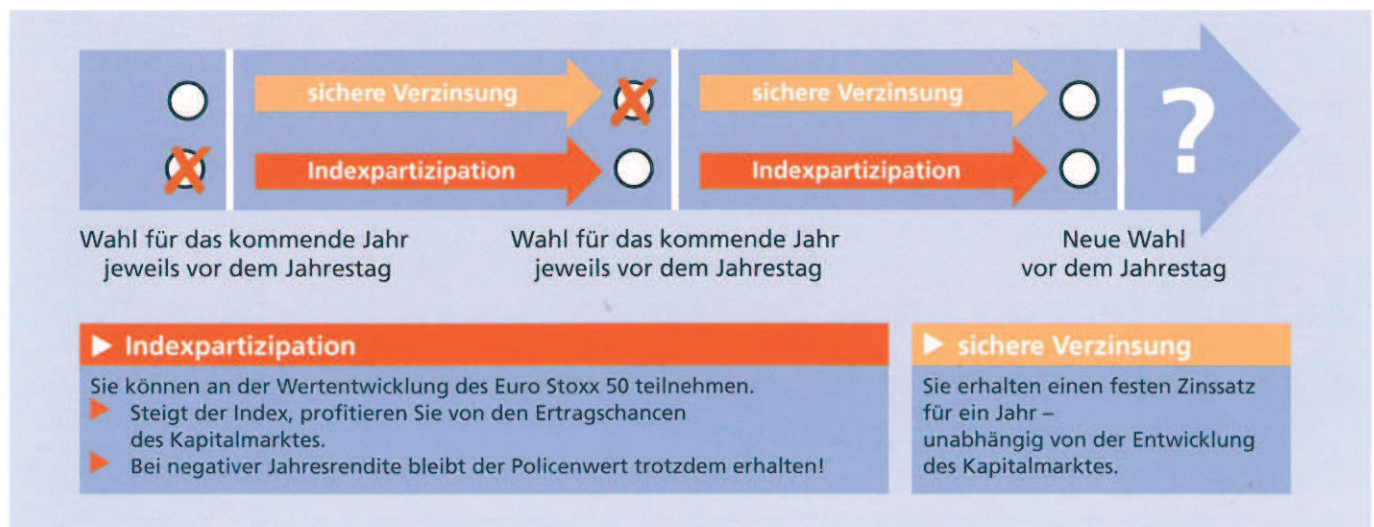 sichere Verzinsung
sichere Verzinsung
?
Indexpartizipation
Indexpartizipation
Wahl für das kommende Jahr
jeweils vor dem Jahrestag
Wahl für das kommende Jahr
jeweils vor dem Jahrestag
Neue Wahl
vor dem Jahrestag
Indexpartizipation
Sie können an der Wertentwicklung des Euro Stoxx 50 teilnehmen.
Steigt der Index, profitieren Sie von den Ertragschancen
des Kapitalmarktes.
Bei negativer Jahresrendite bleibt der Policenwert trotzdem erhalten!
sichere Verzinsung
Sie erhalten einen festen Zinssatz
für ein Jahr –
unabhängig von der Entwicklung
des Kapitalmarktes.